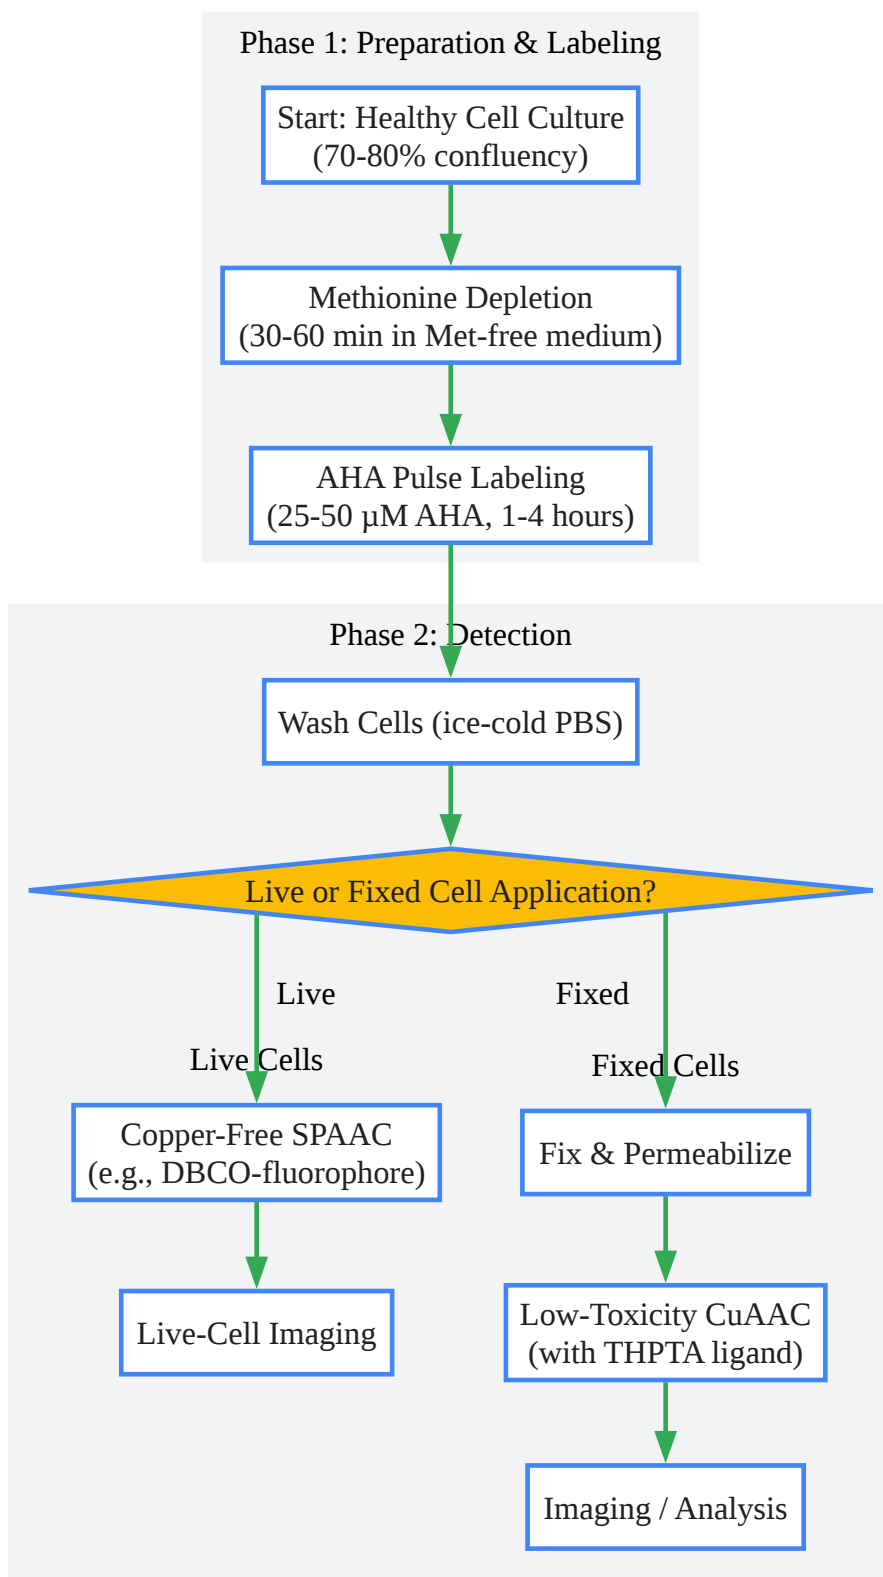 Phase 1: Preparation & Labeling
Start: Healthy Cell Culture
(70-80% confluency)
Methionine Depletion
(30-60 min in Met-free medium)
AHA Pulse Labeling
(25-50 µM AHA, 1-4 hours)
Phase 2: Detection
Wash Cells (ice-cold PBS)
Live or Fixed Cell Application?
Live
Fixed
Live Cells
Fixed Cells
Copper-Free SPAAC
(e.g., DBCO-fluorophore)
Fix & Permeabilize
Live-Cell Imaging
Low-Toxicity CuAAC
(with THPTA ligand)
Imaging / Analysis